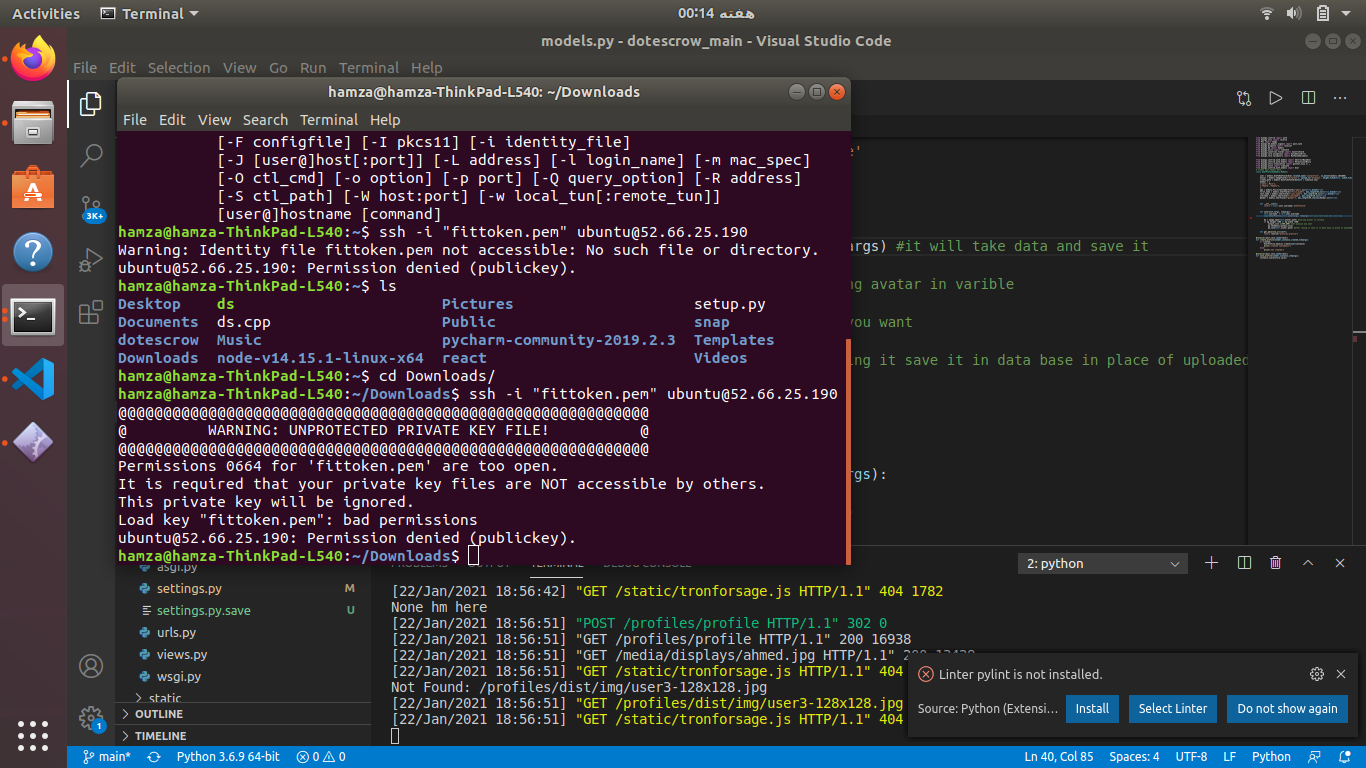 Activities Terminal 00:14 هفته
models.py - dotescrow_main - Visual Studio Code
File Edit Selection View Go Run Terminal Help
hamza@hamza-ThinkPad-L540: ~/Downloads
File Edit View Search Terminal Help
[-F configfile] [-I pkcs11] [-i identity_file]
[-J [user@]host[:port]] [-L address] [-l login_name] [-m mac_spec]
[-O ctl_cmd] [-o option] [-p port] [-Q query_option] [-R address]
[-S ctl_path] [-W host:port] [-w local_tun[:remote_tun]]
[user@]hostname [command]
hamza@hamza-ThinkPad-L540:~$ ssh -i "fittoken.pem" ubuntu@52.66.25.190
Warning: Identity file fittoken.pem not accessible: No such file or directory.
ubuntu@52.66.25.190: Permission denied (publickey).
hamza@hamza-ThinkPad-L540:~$ ls
Desktop ds Pictures setup.py
Documents ds.cpp Public snap
dotescrow Music pycharm-community-2019.2.3 Templates
Downloads node-v14.15.1-linux-x64 react Videos
hamza@hamza-ThinkPad-L540:~$ cd Downloads/
hamza@hamza-ThinkPad-L540:~/Downloads$ ssh -i "fittoken.pem" ubuntu@52.66.25.190
@@@@@@@@@@@@@@@@@@@@@@@@@@@@@@@@@@@@@@@@@@@@@@@@@@@@@@@@@@@
@ WARNING: UNPROTECTED PRIVATE KEY FILE! @
@@@@@@@@@@@@@@@@@@@@@@@@@@@@@@@@@@@@@@@@@@@@@@@@@@@@@@@@@@@
Permissions 0664 for 'fittoken.pem' are too open.
It is required that your private key files are NOT accessible by others.
This private key will be ignored.
Load key "fittoken.pem": bad permissions
ubuntu@52.66.25.190: Permission denied (publickey).
hamza@hamza-ThinkPad-L540:~/Downloads$
3K+
args) #it will take data and save it
ng avatar in varible
you want
ing it save it in data base in place of uploaded
rgs):
TERMINAL DEBUG CONSOLE
2: python
asgi.py
settings.py M
settings.py.save U
urls.py
views.py
wsgi.py
static
OUTLINE
TIMELINE
1
[22/Jan/2021 18:56:42] "GET /static/tronforsage.js HTTP/1.1" 404 1782
None hm here
[22/Jan/2021 18:56:51] "POST /profiles/profile HTTP/1.1" 302 0
[22/Jan/2021 18:56:51] "GET /profiles/profile HTTP/1.1" 200 16938
[22/Jan/2021 18:56:51] "GET /media/displays/ahmed.jpg HTTP/1.1" 200
[22/Jan/2021 18:56:51] "GET /static/tronforsage.js HTTP/1.1" 404
Not Found: /profiles/dist/img/user3-128x128.jpg
[22/Jan/2021 18:56:51] "GET /profiles/dist/img/user3-128x128.jpg
[22/Jan/2021 18:56:51] "GET /static/tronforsage.js HTTP/1.1" 404
Linter pylint is not installed.
Source: Python (Extensi... Install Select Linter Do not show again
main* Python 3.6.9 64-bit 0 0 Ln 40, Col 85 Spaces: 4 UTF-8 LF Python